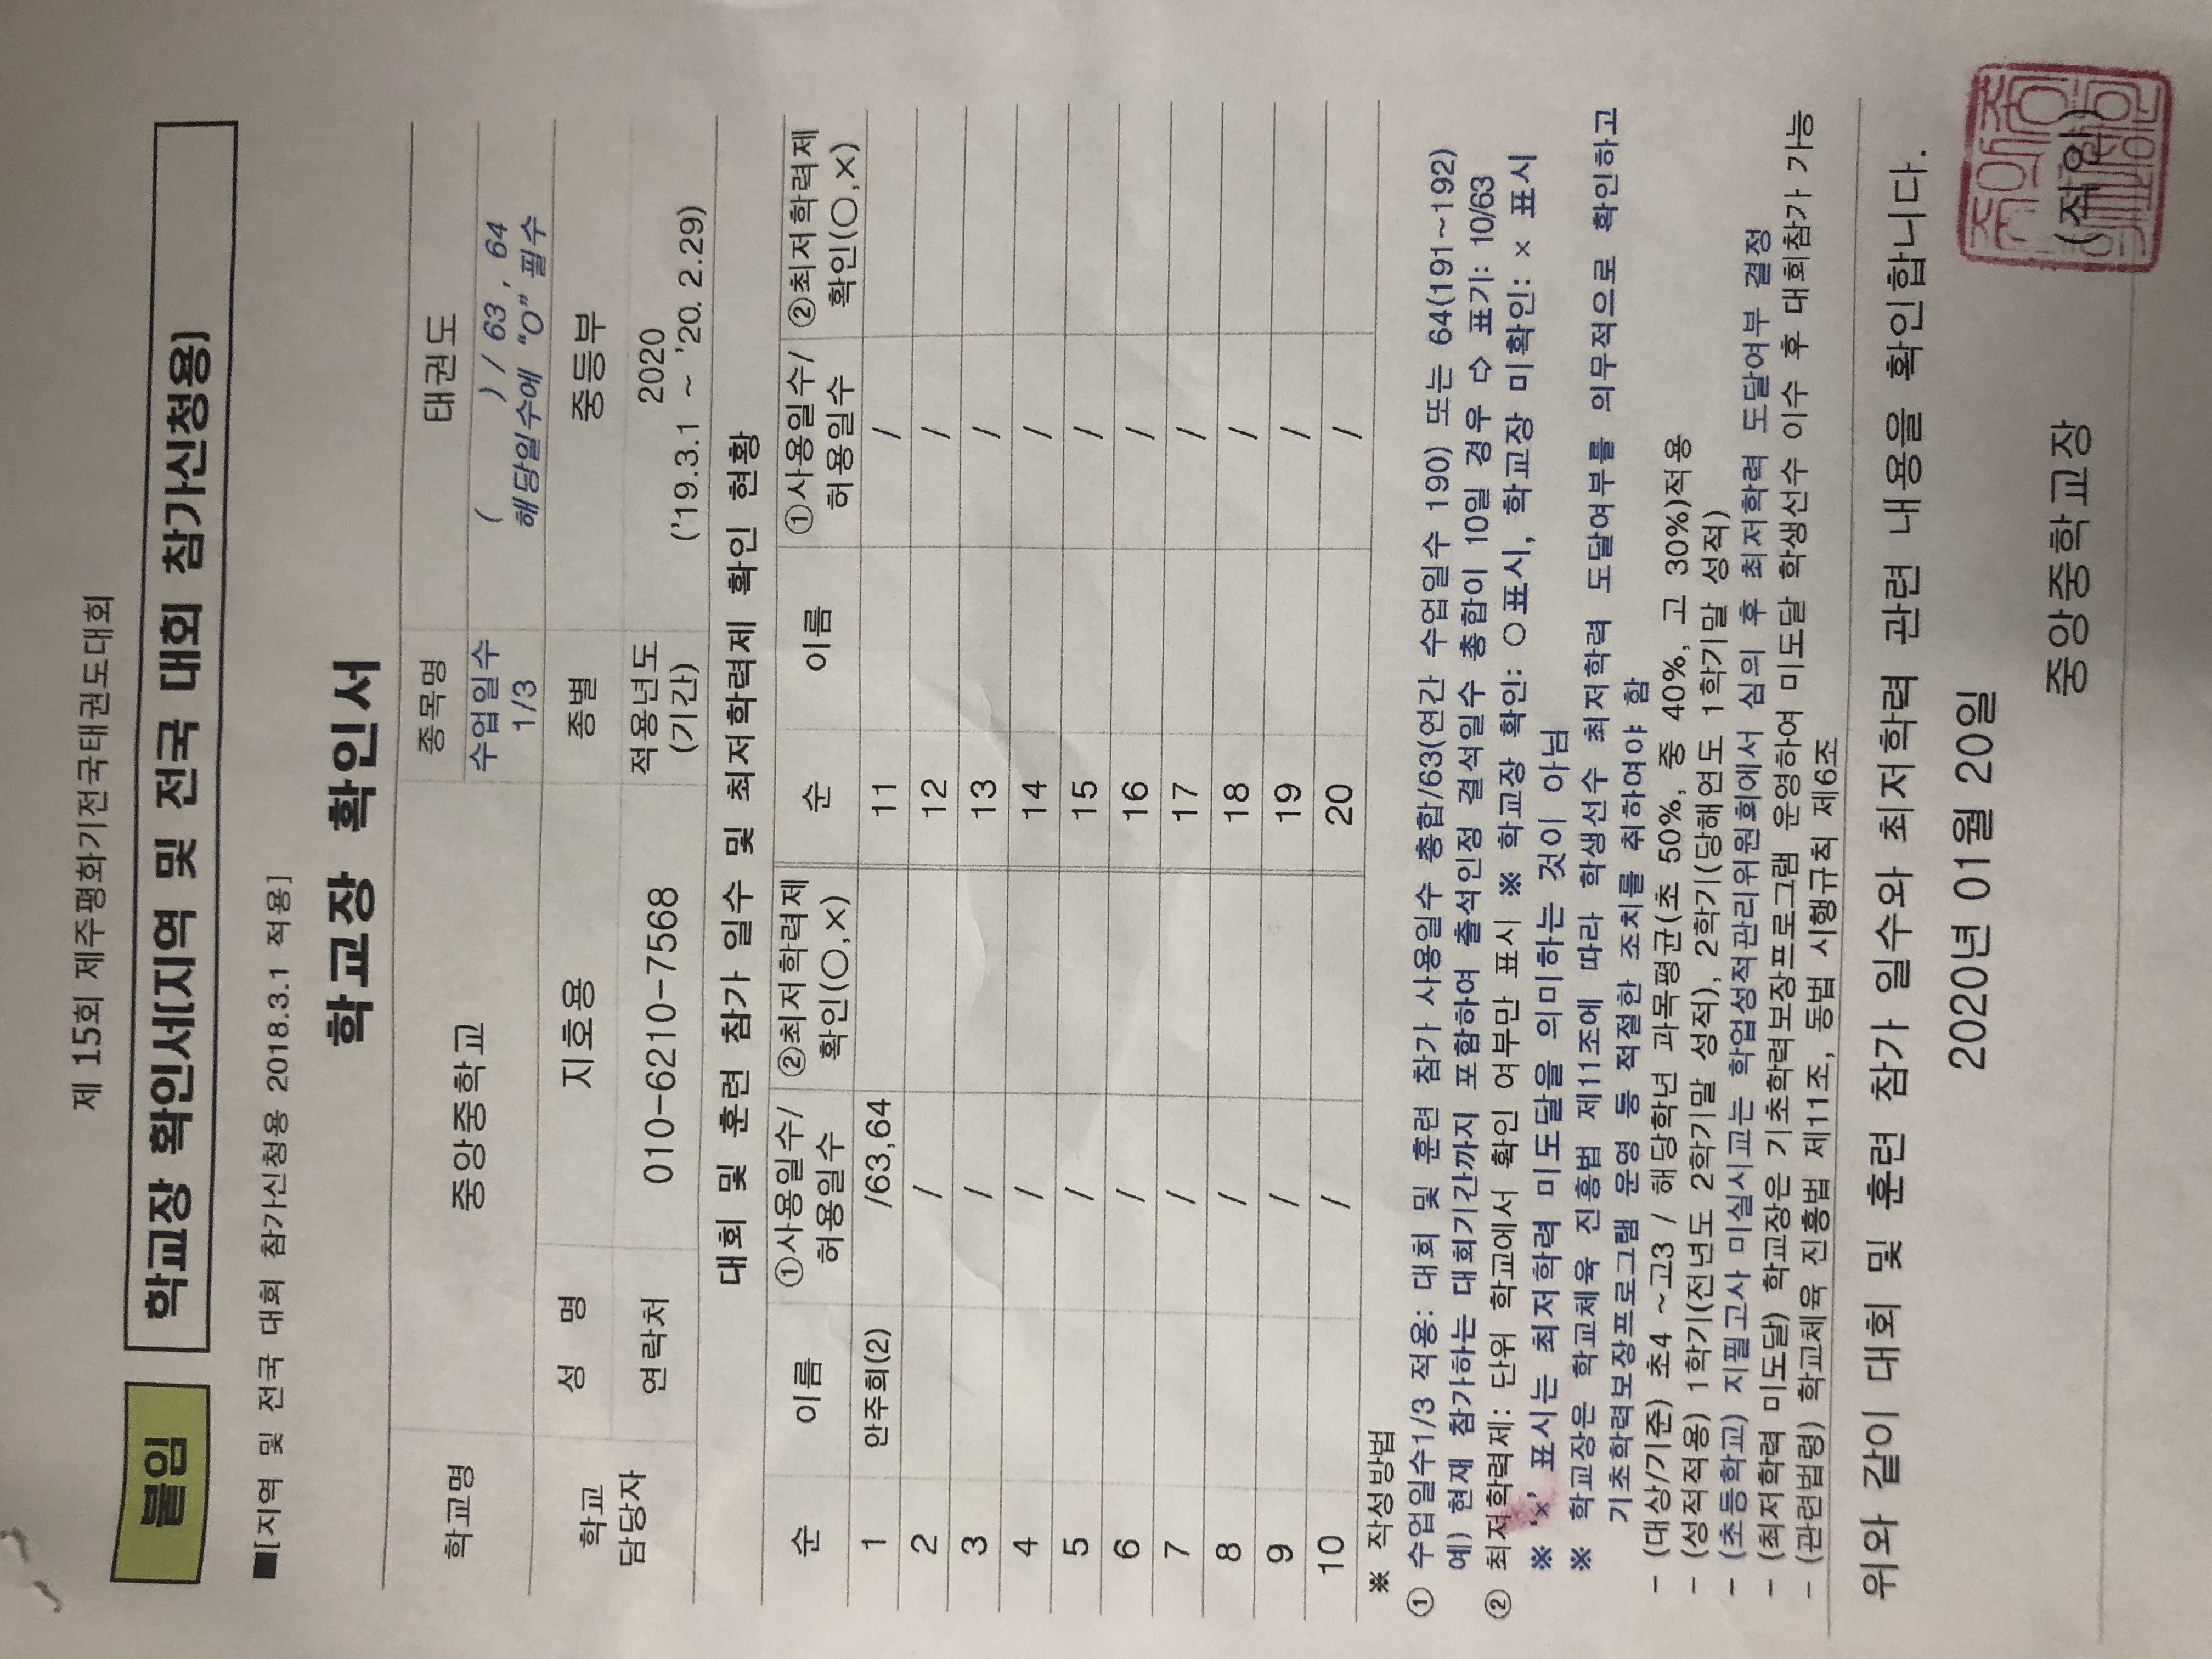 제 15회 제주평화기전국태권도대회
붙임 학교장 확인서(지역 및 전국 대회 참가신청용)
■[지역 및 전국 대회 참가신청용 2018.3.1 적용]
학교장 확인서
학교명 중앙중학교 종목명 태권도
수업일수 1/3 ( ) / 63 , 64
해당일수에 “O” 필수
학교 담당자 성 명 지호용 종별 중등부
연락처 010-6210-7568 적용년도 (기간) 2020
('19.3.1 ~ '20. 2.29)
대회 및 훈련 참가 일수 및 최저학력제 확인 현황
순 이름 ①사용일수/ 허용일수 ②최저학력제 확인(○,×) 순 이름 ①사용일수/ 허용일수 ②최저학력제 확인(○,×)
1 안주희(2) /63,64 11 /
2 / 12 /
3 / 13 /
4 / 14 /
5 / 15 /
6 / 16 /
7 / 17 /
8 / 18 /
9 / 19 /
10 / 20 /
※ 작성방법
① 수업일수1/3 적용: 대회 및 훈련 참가 사용일수 총합/63(연간 수업일수 190) 또는 64(191~192)
예) 현재 참가하는 대회기간까지 포함하여 출석인정 결석일수 총합이 10일 경우 ⇨ 표기: 10/63
② 최저학력제: 단위 학교에서 확인 여부만 표시 ※ 학교장 확인: ○표시, 학교장 미확인: × 표시
※ '×' 표시는 최저학력 미도달을 의미하는 것이 아님
※ 학교장은 학교체육 진흥법 제11조에 따라 학생선수 최저학력 도달여부를 의무적으로 확인하고
기초학력보장프로그램 운영 등 적절한 조치를 취하여야 함
- (대상/기준) 초4 ~고3 / 해당학년 과목평균(초 50%, 중 40%, 고 30%)적용
- (성적적용) 1학기(전년도 2학기말 성적), 2학기(당해연도 1학기말 성적)
- (초등학교) 지필고사 미실시교는 학업성적관리위원회에서 심의 후 최저학력 도달여부 결정
- (최저학력 미도달) 학교장은 기초학력보장프로그램 운영하여 미도달 학생선수 이수 후 대회참가 가능
- (관련법령) 학교체육 진흥법 제11조, 동법 시행규칙 제6조
위와 같이 대회 및 훈련 참가 일수와 최저학력 관련 내용을 확인합니다.
2020년 01월 20일
중앙중학교장 (직인)